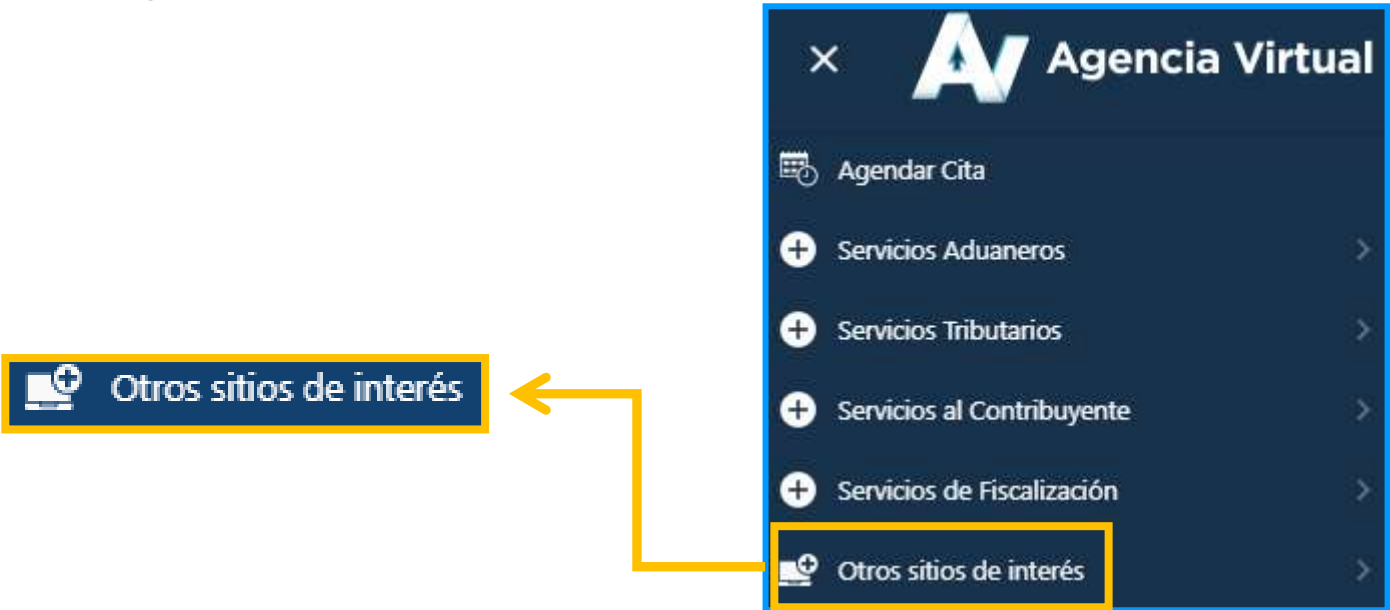 Agencia Virtual
Agendar Cita
Servicios Aduaneros
Servicios Tributarios
Servicios al Contribuyente
Servicios de Fiscalización
Otros sitios de interés
Otros sitios de interés